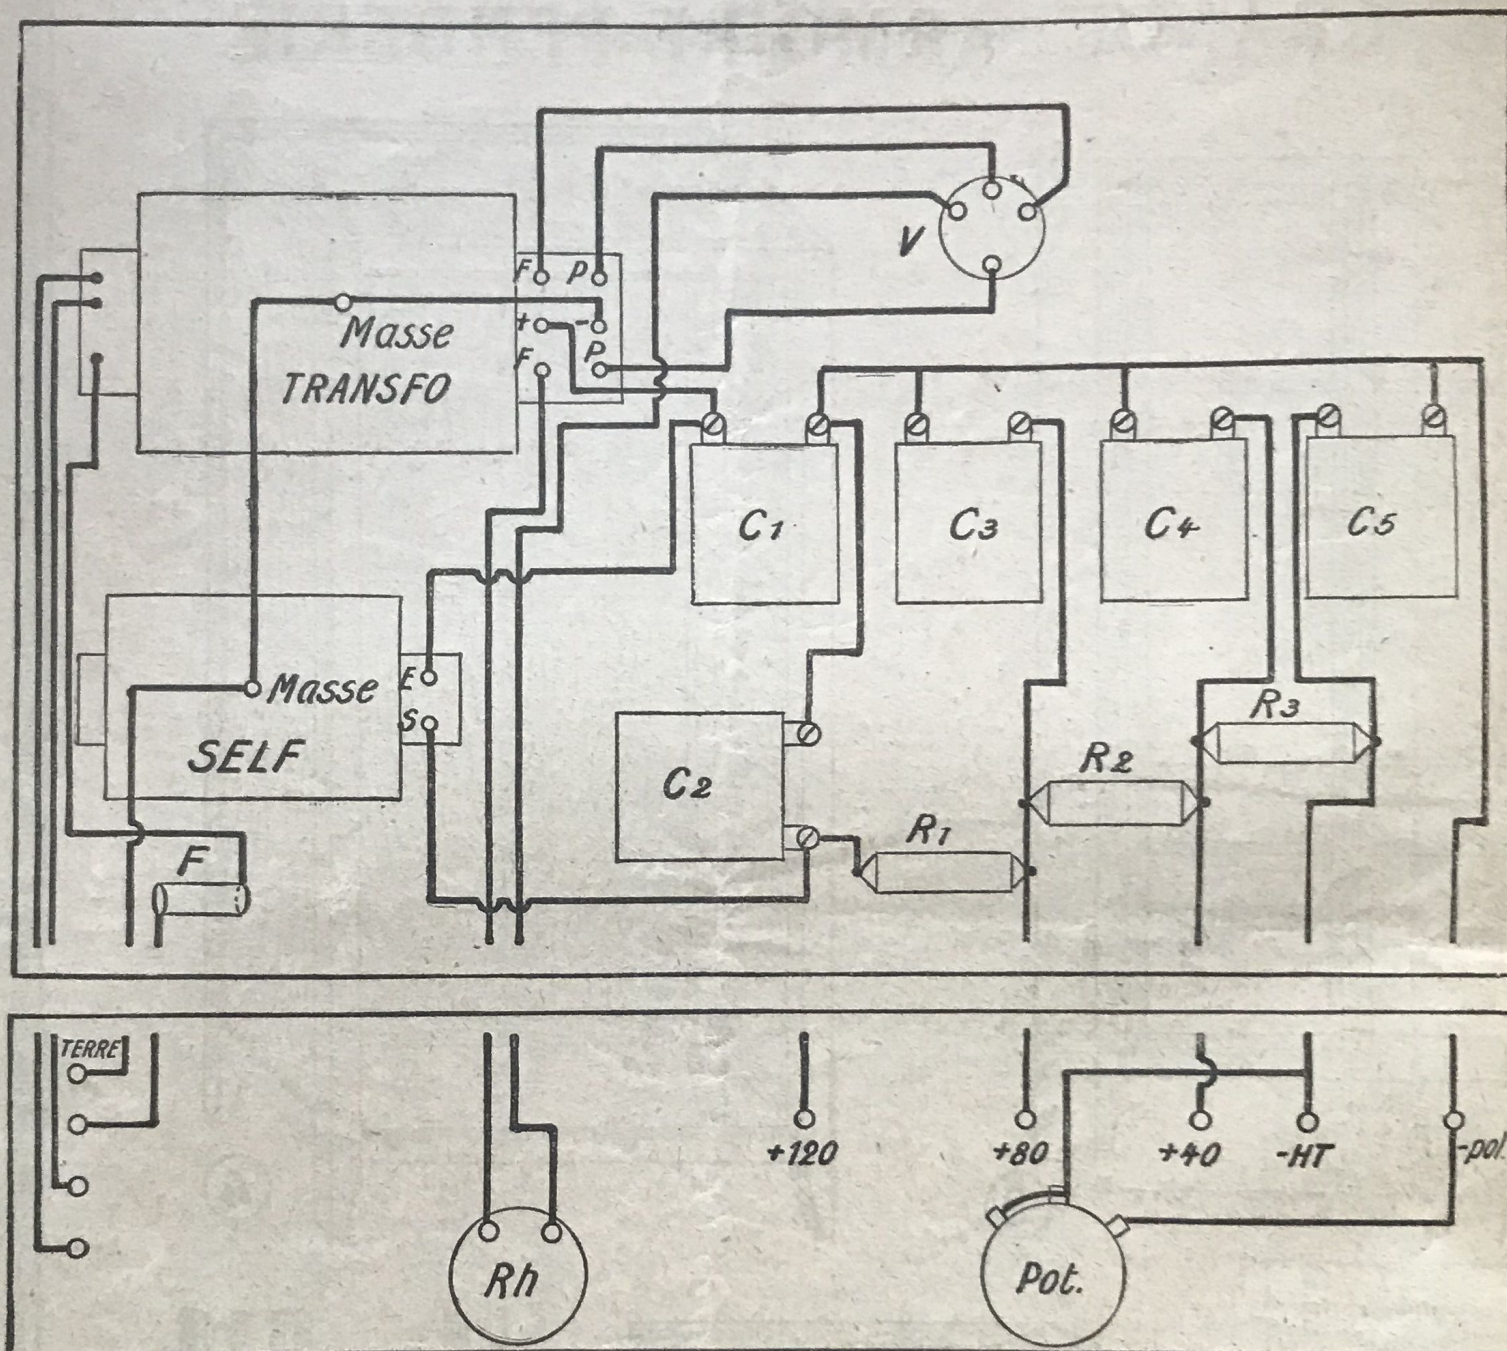 V
F P
+ -
F P
Masse
TRANSFO
C1
C3
C4
C5
E
Masse
S
SELF
C2
R3
R2
R1
F
TERRE
+120
+80
+40
-HT
-pol.
Rh
Pot.